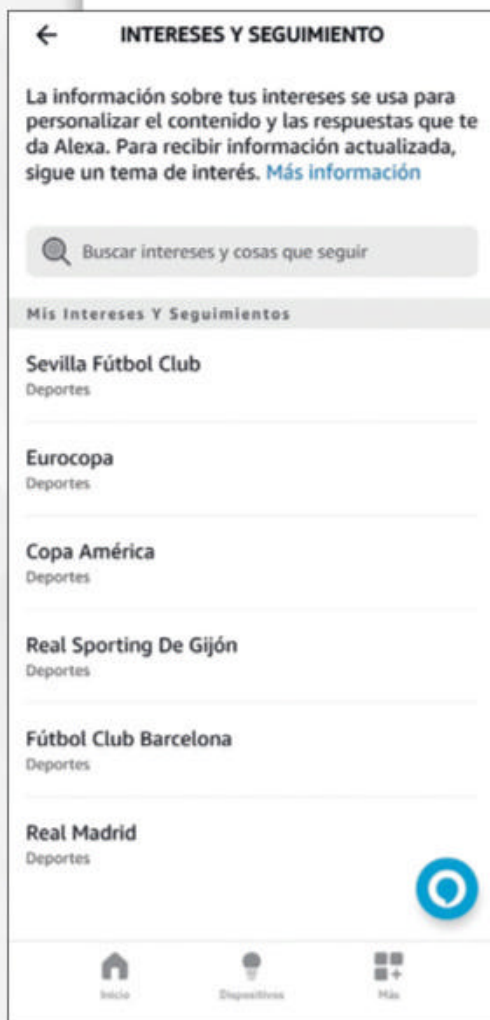 INTERESES Y SEGUIMIENTO
La información sobre tus intereses se usa para
personalizar el contenido y las respuestas que te
da Alexa. Para recibir información actualizada,
sigue un tema de interés. Más información
Buscar intereses y cosas que seguir
Mis Intereses Y Seguimientos
Sevilla Fútbol Club
Deportes
Eurocopa
Deportes
Copa América
Deportes
Real Sporting De Gijón
Deportes
Fútbol Club Barcelona
Deportes
Real Madrid
Deportes
Inicio Dispositivos Más